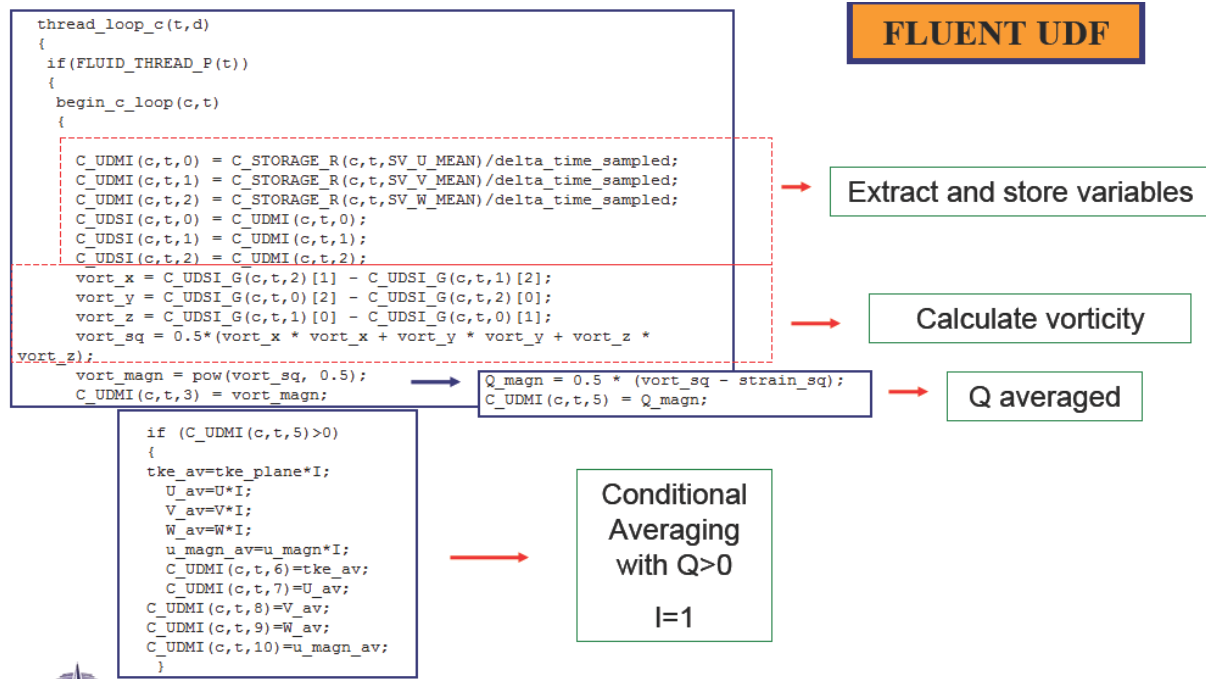 FLUENT UDF
thread_loop_c(t,d)
{
if(FLUID_THREAD_P(t))
{
begin_c_loop(c,t)
{
C_UDMI(c,t,0) = C_STORAGE_R(c,t,SV_U_MEAN)/delta_time_sampled;
C_UDMI(c,t,1) = C_STORAGE_R(c,t,SV_V_MEAN)/delta_time_sampled;
C_UDMI(c,t,2) = C_STORAGE_R(c,t,SV_W_MEAN)/delta_time_sampled;
C_UDSI(c,t,0) = C_UDMI(c,t,0);
C_UDSI(c,t,1) = C_UDMI(c,t,1);
C_UDSI(c,t,2) = C_UDMI(c,t,2);
Extract and store variables
vort_x = C_UDSI_G(c,t,2)[1] - C_UDSI_G(c,t,1)[2];
vort_y = C_UDSI_G(c,t,0)[2] - C_UDSI_G(c,t,2)[0];
vort_z = C_UDSI_G(c,t,1)[0] - C_UDSI_G(c,t,0)[1];
vort_sq = 0.5*(vort_x * vort_x + vort_y * vort_y + vort_z *
vort_z);
Calculate vorticity
vort_magn = pow(vort_sq, 0.5);
C_UDMI(c,t,3) = vort_magn;
Q_magn = 0.5 * (vort_sq - strain_sq);
C_UDMI(c,t,5) = Q_magn;
Q averaged
if (C_UDMI(c,t,5)>0)
{
tke_av=tke_plane*I;
U_av=U*I;
V_av=V*I;
W_av=W*I;
u_magn_av=u_magn*I;
C_UDMI(c,t,6)=tke_av;
C_UDMI(c,t,7)=U_av;
C_UDMI(c,t,8)=V_av;
C_UDMI(c,t,9)=W_av;
C_UDMI(c,t,10)=u_magn_av;
}
Conditional
Averaging
with Q>0
I=1